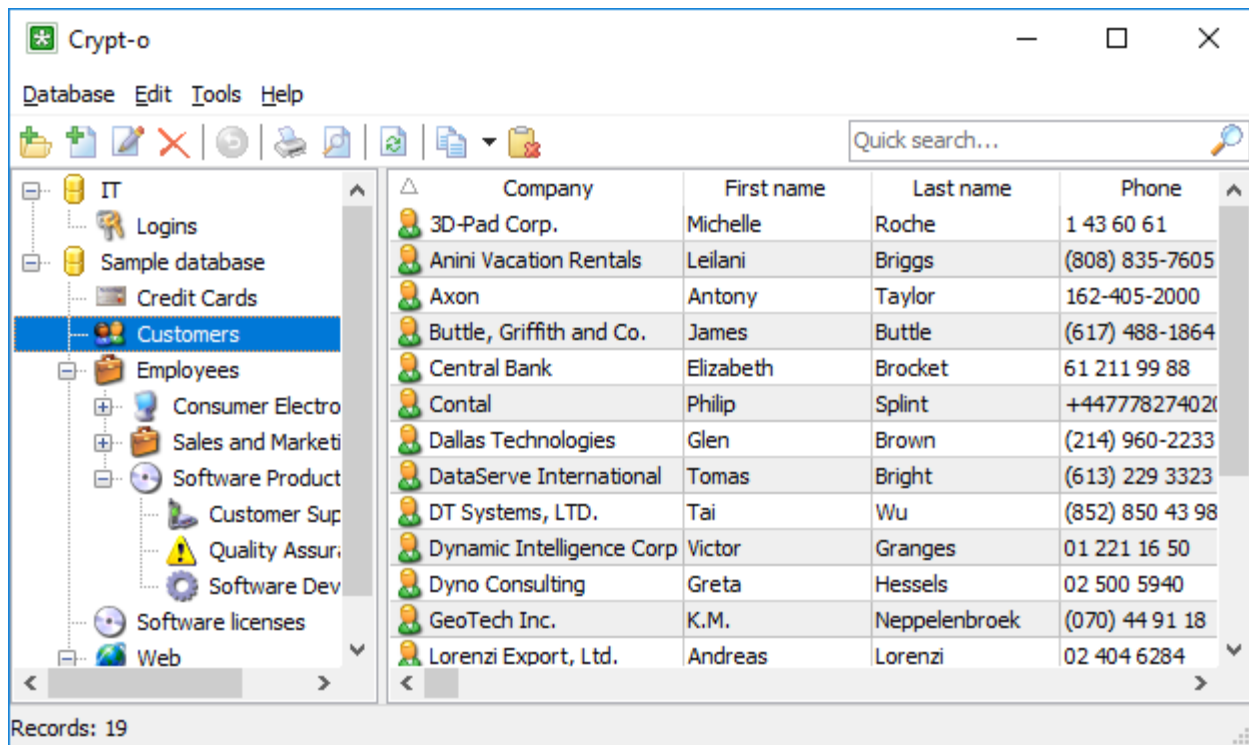 Crypt-o
Database Edit Tools Help
Quick search...
IT
Logins
Sample database
Credit Cards
Customers
Employees
Consumer Electro
Sales and Marketi
Software Product
Customer Sup
Quality Assur
Software Dev
Software licenses
Web
Company First name Last name Phone
3D-Pad Corp. Michelle Roche 1 43 60 61
Anini Vacation Rentals Leilani Briggs (808) 835-7605
Axon Antony Taylor 162-405-2000
Buttle, Griffith and Co. James Buttle (617) 488-1864
Central Bank Elizabeth Brocket 61 211 99 88
Contal Philip Splint +44777827402
Dallas Technologies Glen Brown (214) 960-2233
DataServe International Tomas Bright (613) 229 3323
DT Systems, LTD. Tai Wu (852) 850 43 98
Dynamic Intelligence Corp Victor Granges 01 221 16 50
Dyno Consulting Greta Hessels 02 500 5940
GeoTech Inc. K.M. Neppelenbroek (070) 44 91 18
Lorenzi Export, Ltd. Andreas Lorenzi 02 404 6284
Records: 19